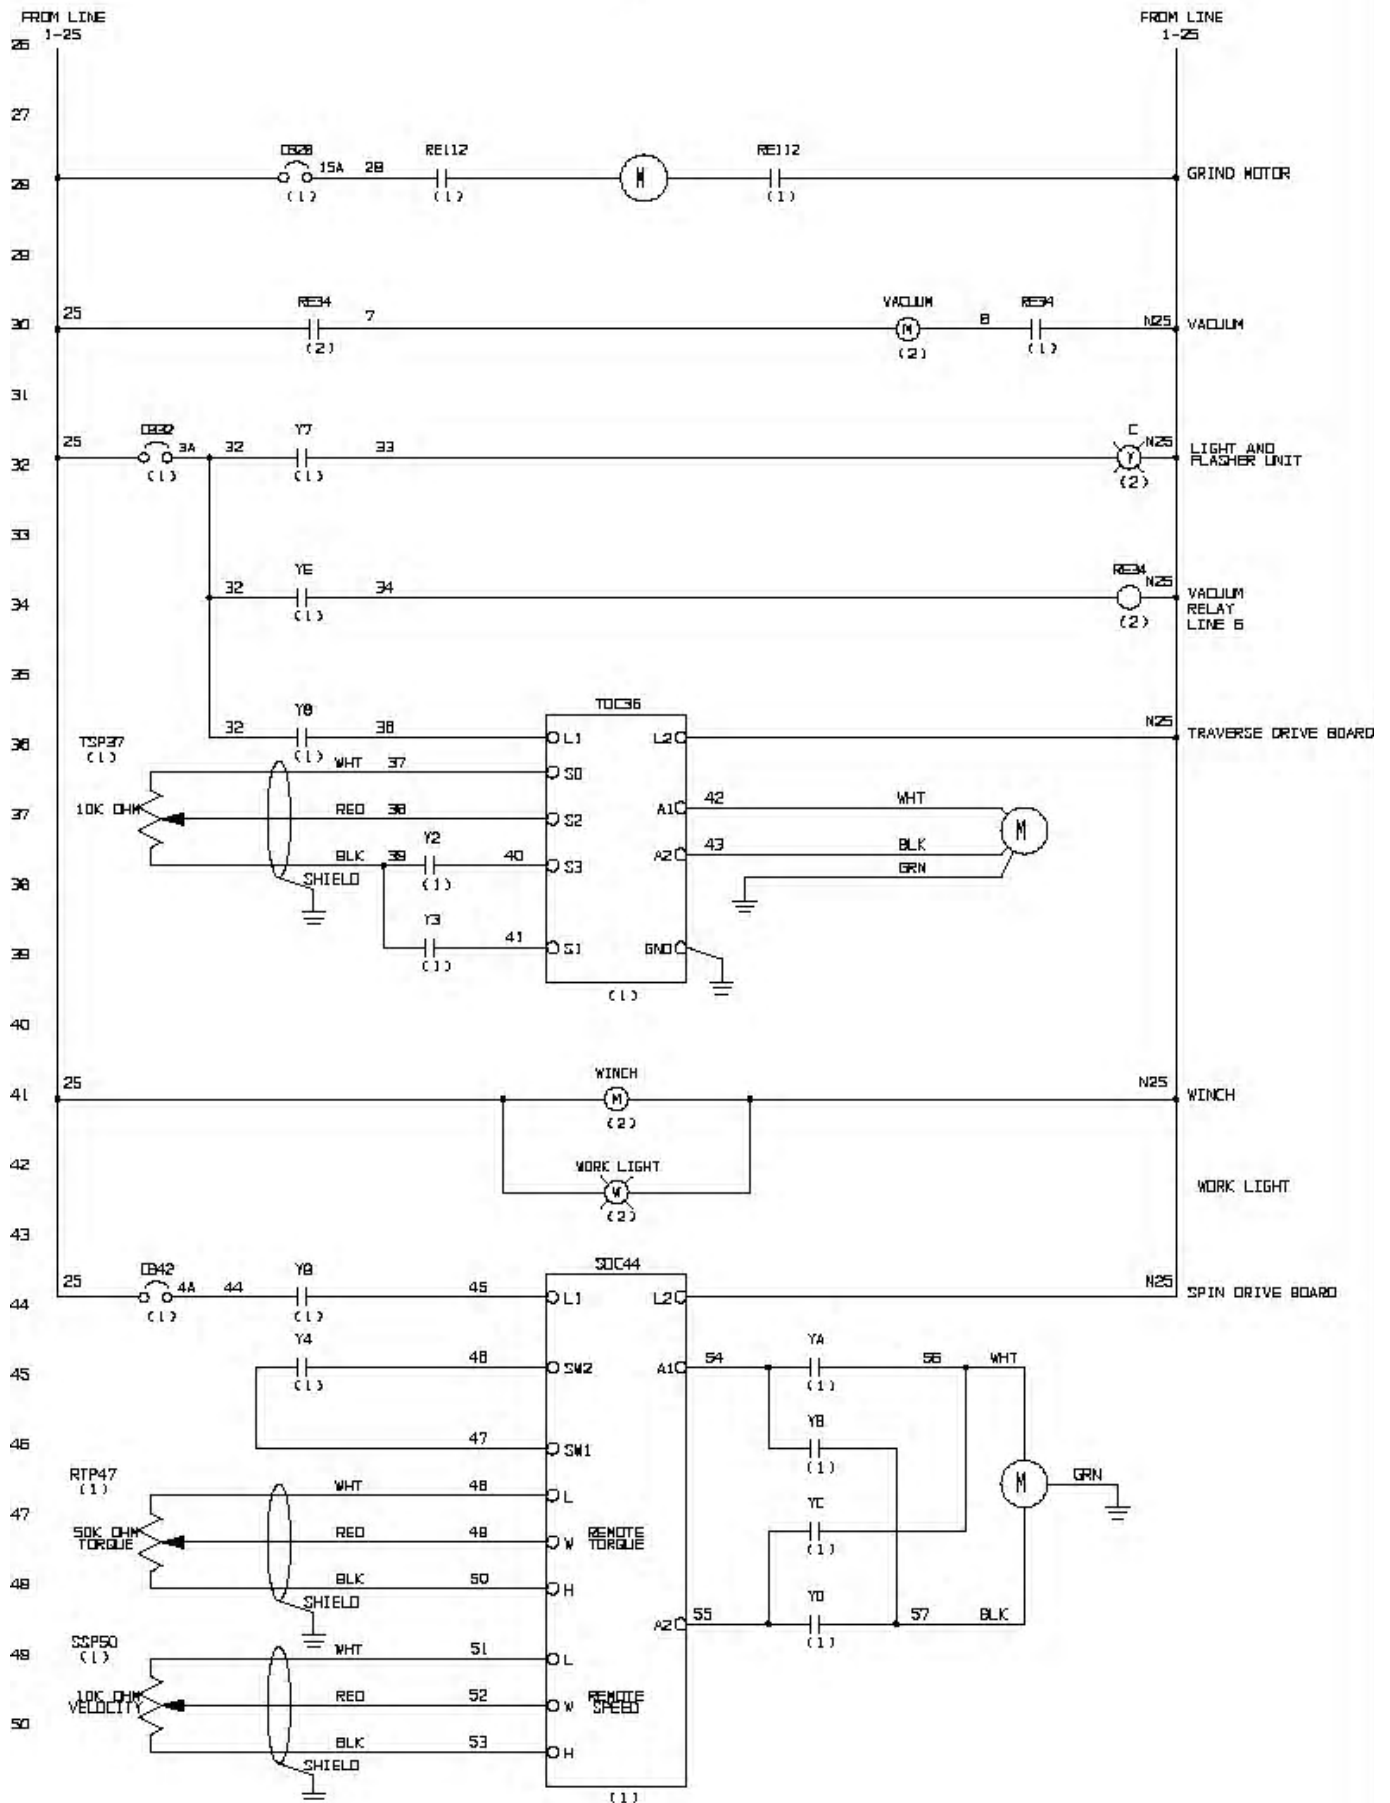 FROM LINE
1-25
FROM LINE
1-25
26
27
CB28
15A
28
RE112
RE112
(1)
(1)
M
(1)
28
GRIND MOTOR
29
25
RE34
7
VACUUM
8
RE34
N25
30
VACUUM
(2)
M
(2)
(1)
31
25
CB32
3A
32
Y7
33
C
N25
LIGHT AND
FLASHER UNIT
32
(1)
(1)
Y
(2)
33
32
YE
34
RE34
N25
34
(1)
(2)
VACUUM
RELAY
LINE 6
35
TDC36
32
Y8
36
L1
L2
N25
36
TRAVERSE DRIVE BOARD
TSP37
(1)
(1)
WHT
37
S0
10K OHM
37
RED
38
S2
A1
42
WHT
M
BLK
39
Y2
40
S3
A2
43
BLK
GRN
38
SHIELD
(1)
Y3
41
S1
GND
39
(1)
(1)
40
25
WINCH
N25
41
M
WINCH
(2)
42
WORK LIGHT
W
WORK LIGHT
(2)
43
SDC44
25
CB42
4A
44
Y9
45
L1
L2
N25
44
SPIN DRIVE BOARD
(1)
(1)
Y4
46
SW2
A1
54
YA
56
WHT
45
(1)
(1)
46
47
SW1
YB
(1)
RTP47
(1)
WHT
48
L
M
GRN
47
50K OHM
TORQUE
RED
49
W
REMOTE
TORQUE
YC
(1)
48
BLK
50
H
SHIELD
A2
55
YD
57
BLK
(1)
49
SSP50
(1)
WHT
51
L
10K OHM
VELOCITY
RED
52
W
REMOTE
SPEED
50
BLK
53
H
SHIELD
(1)